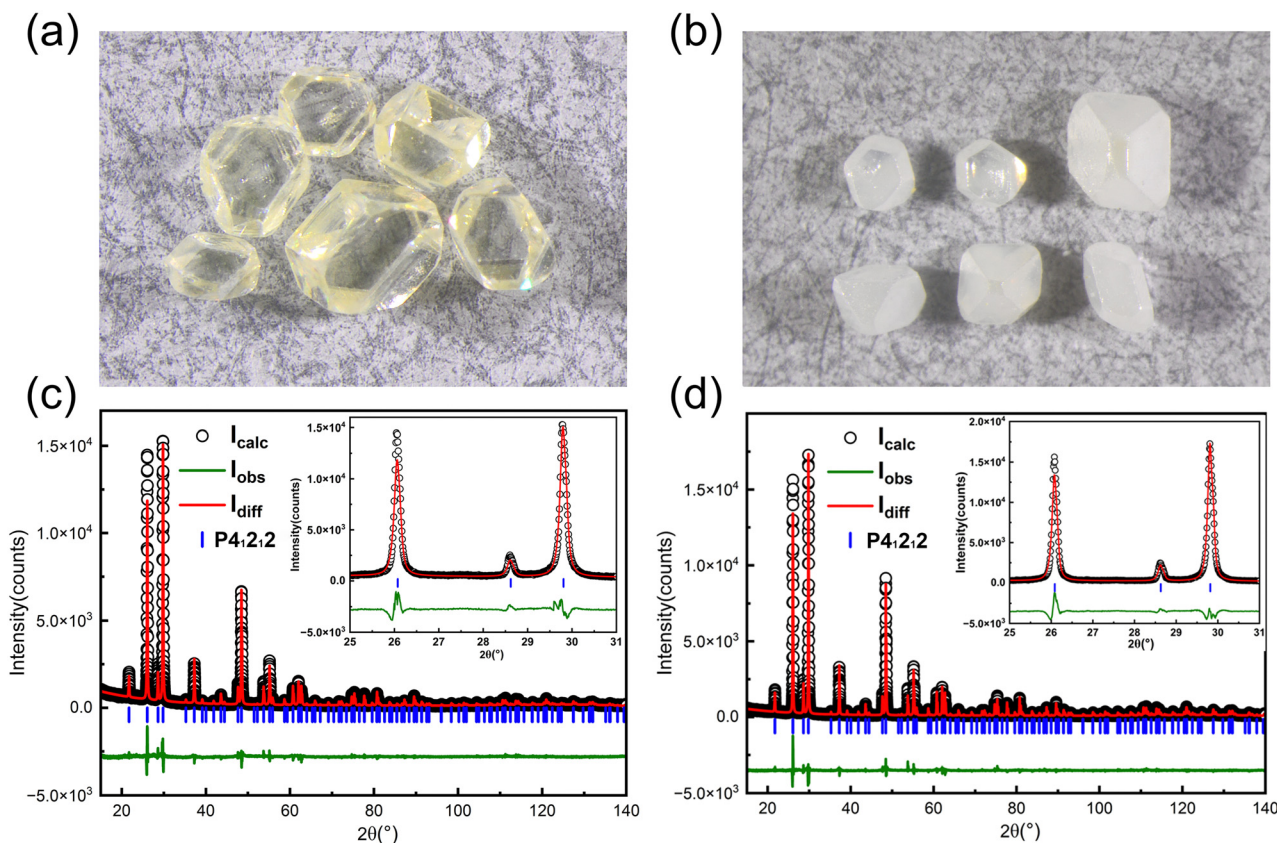 (a)
(b)
(c)
1.5×10⁴
1.0×10⁴
5.0×10³
0.0
−5.0×10³
Intensity(counts)
I_calc
I_obs
I_diff
P4₁2₁2
20 40 60 80 100 120 140
2θ(°)
1.5×10⁴
1.0×10⁴
5.0×10³
0.0
−5.0×10³
Intensity(counts)
25 26 27 28 29 30 31
2θ(°)
(d)
1.5×10⁴
1.0×10⁴
5.0×10³
0.0
−5.0×10³
Intensity(counts)
I_calc
I_obs
I_diff
P4₁2₁2
20 40 60 80 100 120 140
2θ(°)
2.0×10⁴
1.5×10⁴
1.0×10⁴
5.0×10³
0.0
−5.0×10³
Intensity(counts)
25 26 27 28 29 30 31
2θ(°)